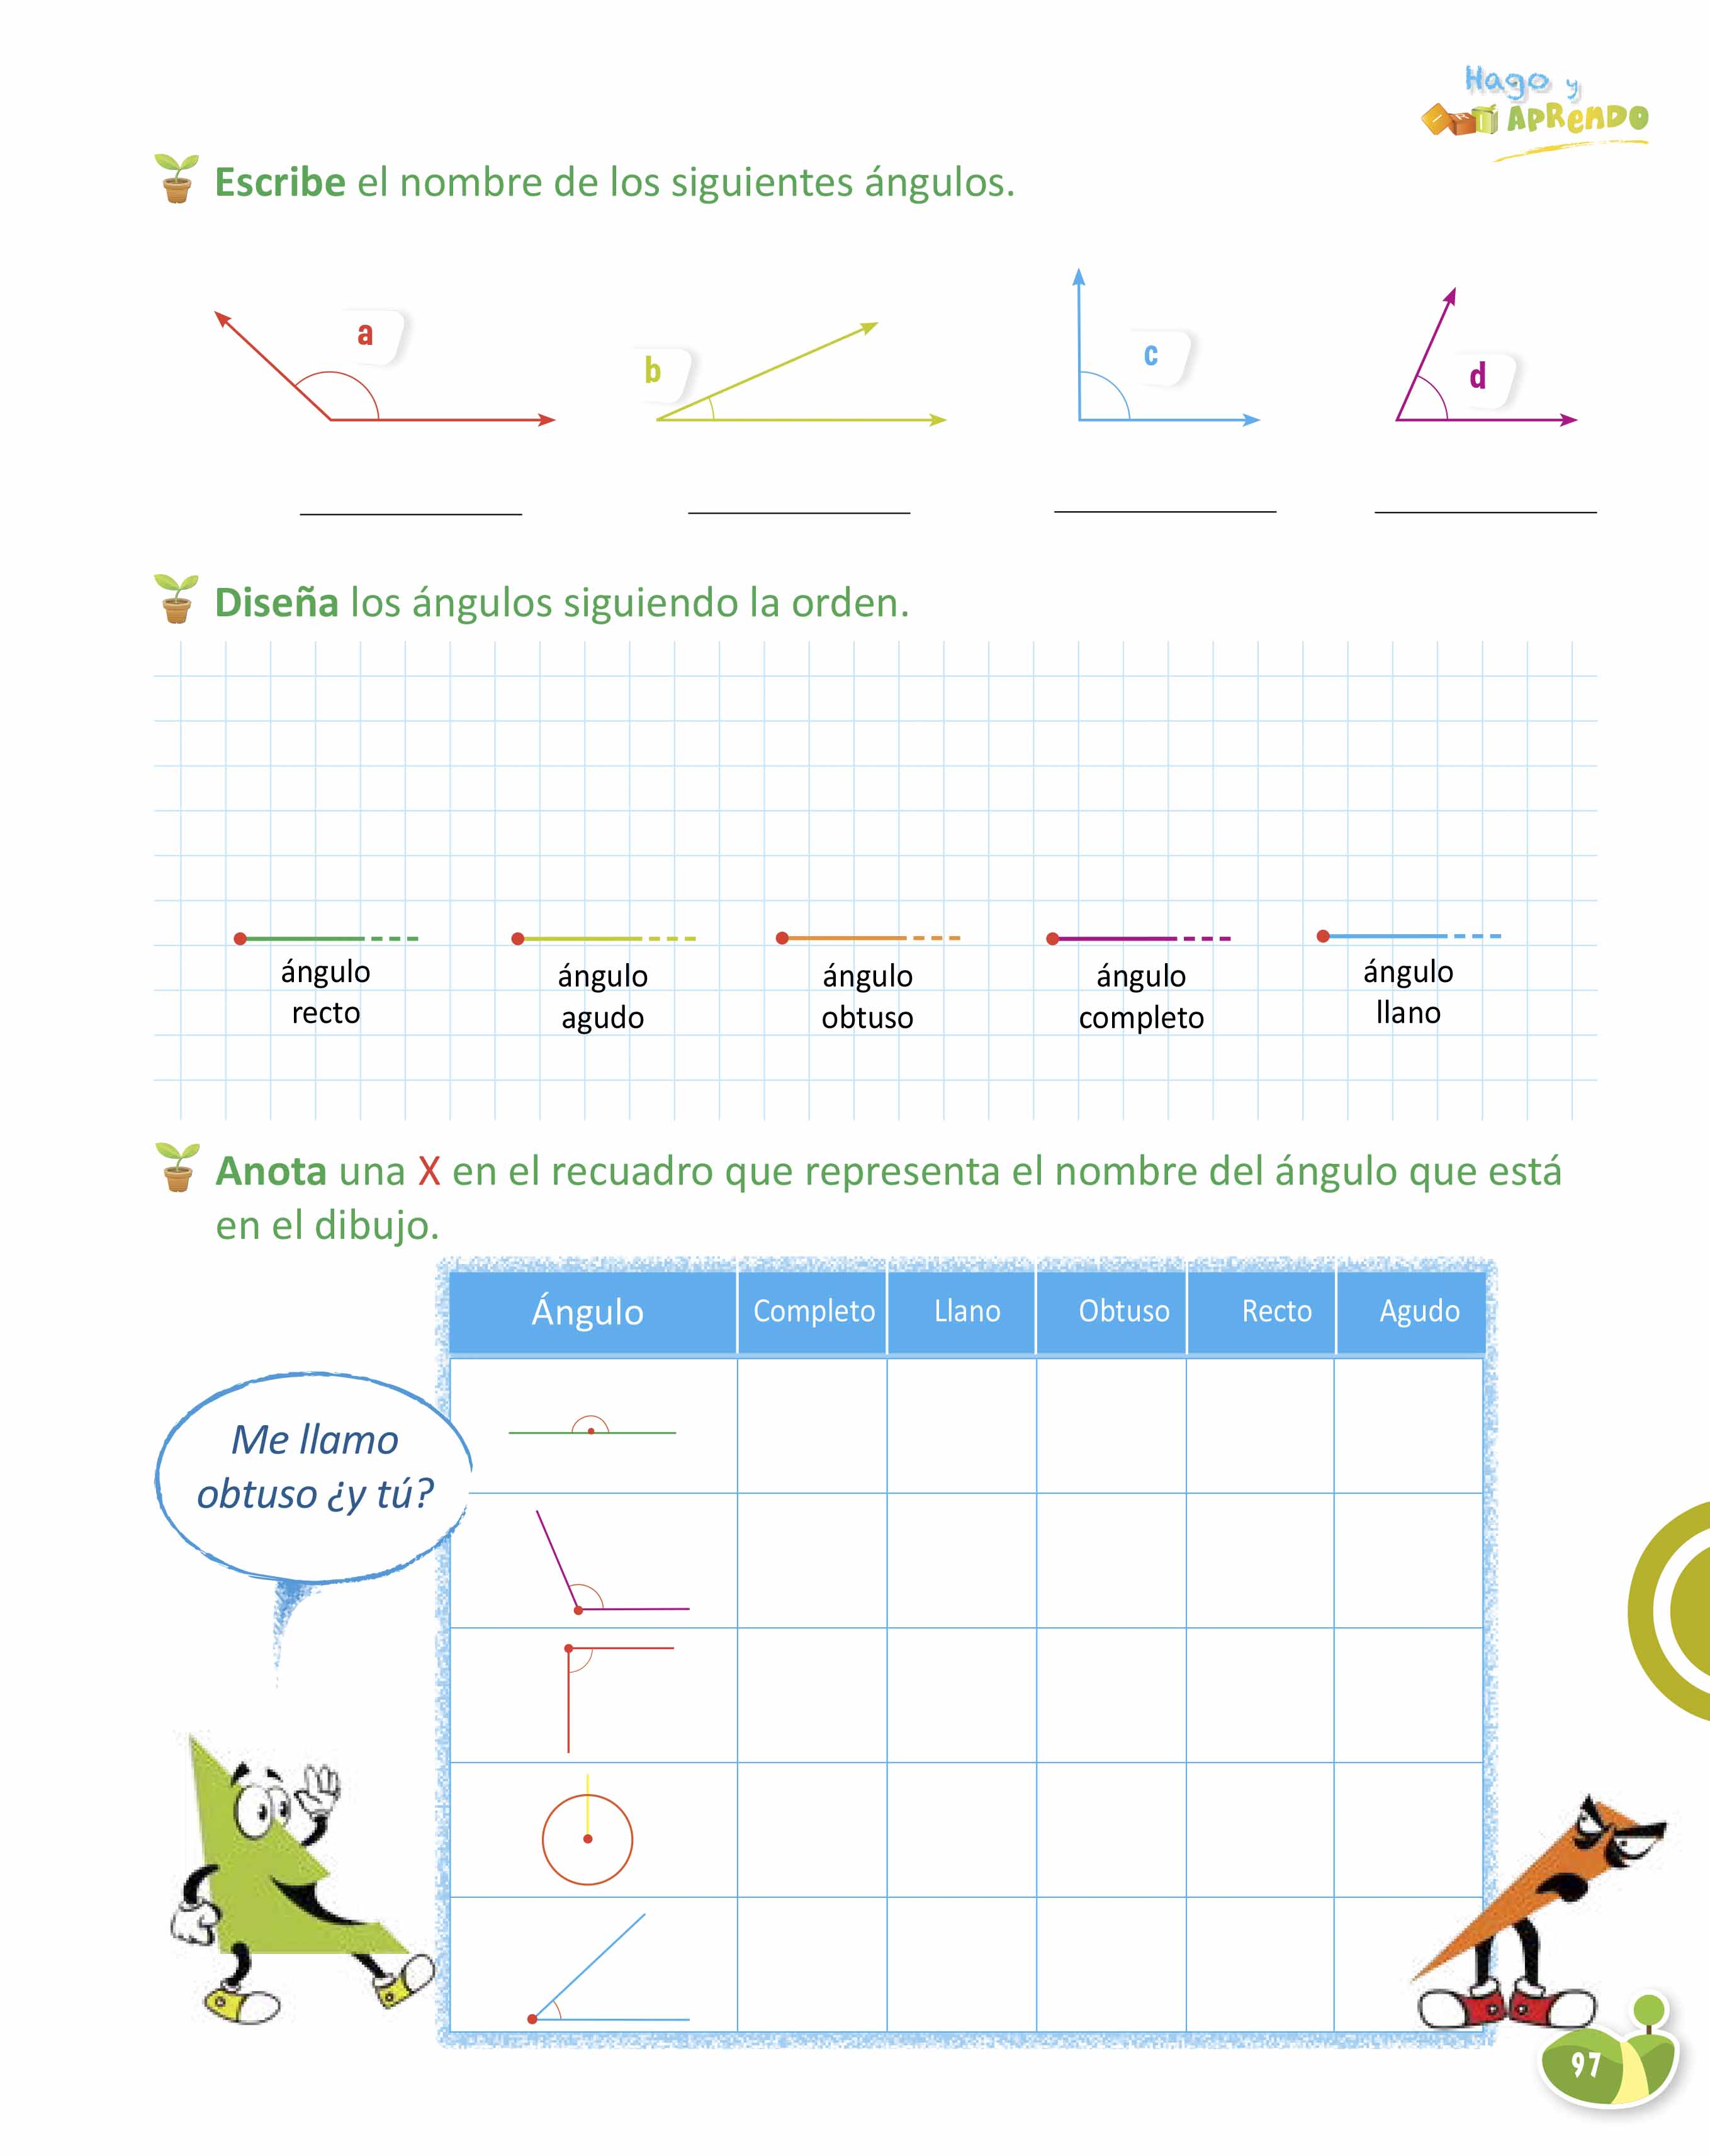 Hago y
APRENDO
Escribe el nombre de los siguientes ángulos.
a
b
c
d
Diseña los ángulos siguiendo la orden.
ángulo
recto
ángulo
agudo
ángulo
obtuso
ángulo
completo
ángulo
llano
Anota una X en el recuadro que representa el nombre del ángulo que está
en el dibujo.
Ángulo Completo Llano Obtuso Recto Agudo
Me llamo
obtuso ¿y tú?
97